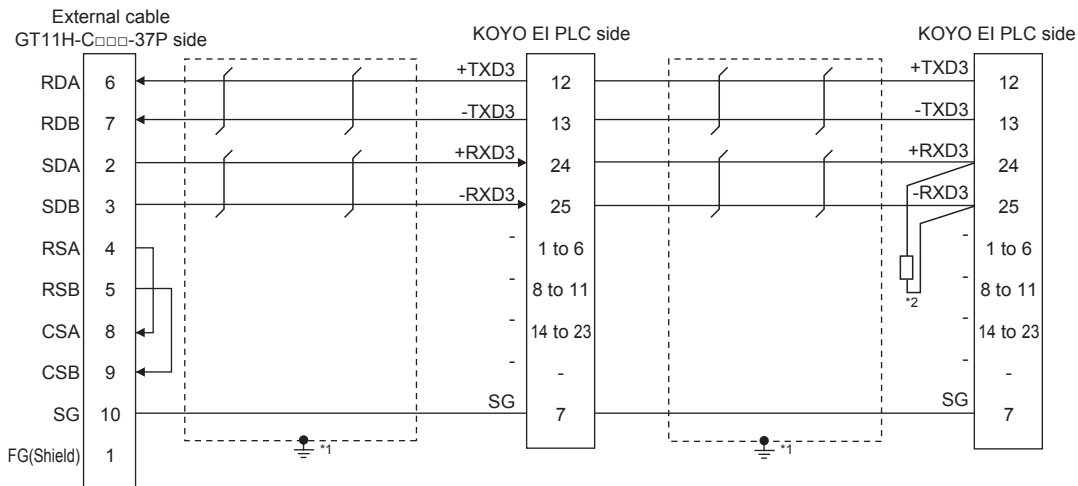 External cable
GT11H-C□□□-37P side
KOYO EI PLC side
KOYO EI PLC side
RDA 6 +TXD3 12 +TXD3 12
RDB 7 -TXD3 13 -TXD3 13
SDA 2 +RXD3 24 +RXD3 24
SDB 3 -RXD3 25 -RXD3 25
RSA 4 - 1 to 6 - 1 to 6
RSB 5 - 8 to 11 - 8 to 11
*2
CSA 8 - 14 to 23 - 14 to 23
CSB 9 - - - -
SG 10 SG 7 SG 7
*1 *1
FG(Shield) 1